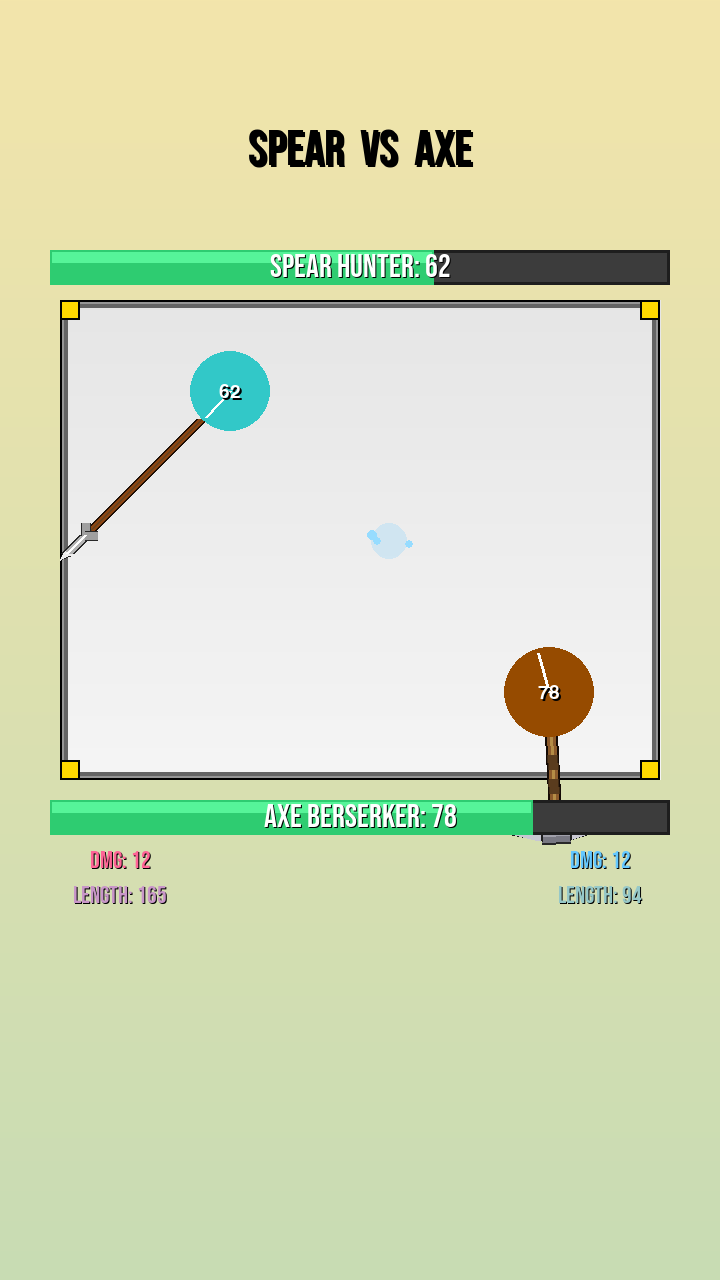 SPEAR VS AXE
SPEAR HUNTER: 62
62
78
AXE BERSERKER: 78
DMG: 12 DMG: 12
LENGTH: 165 LENGTH: 94